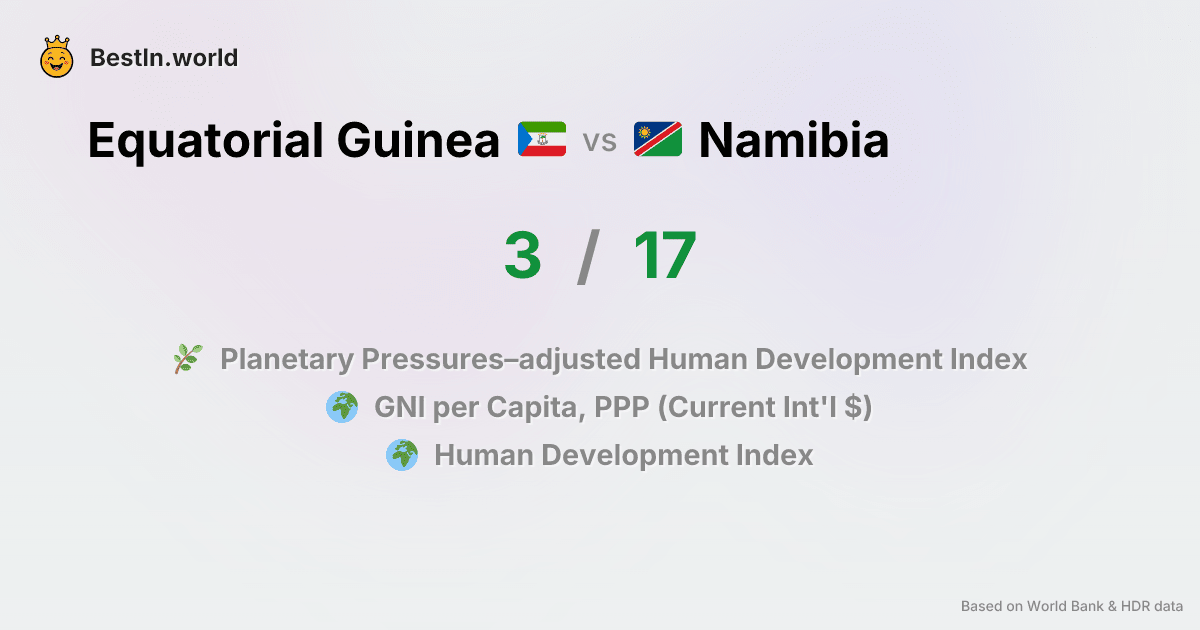 BestIn.world
Equatorial Guinea vs Namibia
3 / 17
Planetary Pressures–adjusted Human Development Index
GNI per Capita, PPP (Current Int'l $)
Human Development Index
Based on World Bank & HDR data